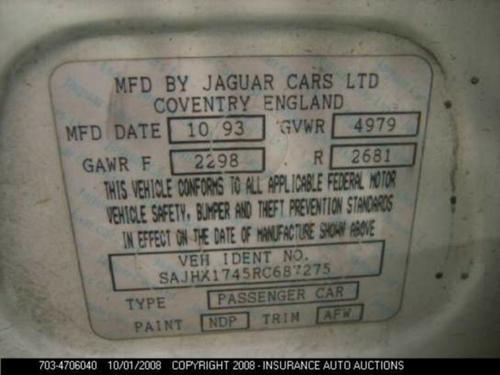 MFD BY JAGUAR CARS LTD
COVENTRY ENGLAND
MFD DATE 10 93 GVWR 4979
GAWR F 2298 R 2681
THIS VEHICLE CONFORMS TO ALL APPLICABLE FEDERAL MOTOR
VEHICLE SAFETY, BUMPER AND THEFT PREVENTION STANDARDS
IN EFFECT ON THE DATE OF MANUFACTURE SHOWN ABOVE
VEH IDENT NO.
SAJHX1745RC687275
TYPE PASSENGER CAR
PAINT NDP TRIM AFW
703-4706040 10/01/2008 COPYRIGHT 2008 - INSURANCE AUTO AUCTIONS